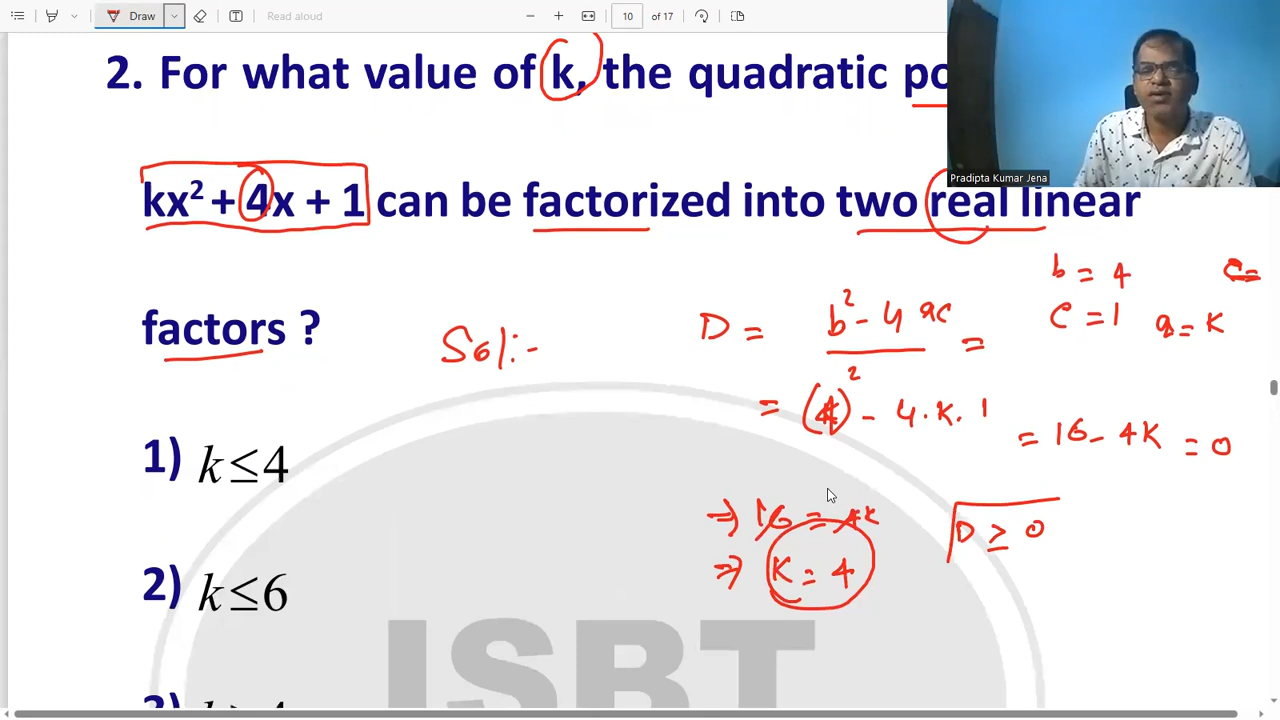 Draw
Read aloud
10 of 17
2. For what value of k, the quadratic po
kx² + 4x + 1 can be factorized into two real linear
factors ?
Pradipta Kumar Jena
Sol:-
D = b² - 4ac =
b = 4
c =
c = 1
a = k
= (4)² - 4.k.1
= 16 - 4k = 0
⇒ 16 = 4k
⇒ k = 4
D ≥ 0
1) k≤4
2) k≤6
ISBT